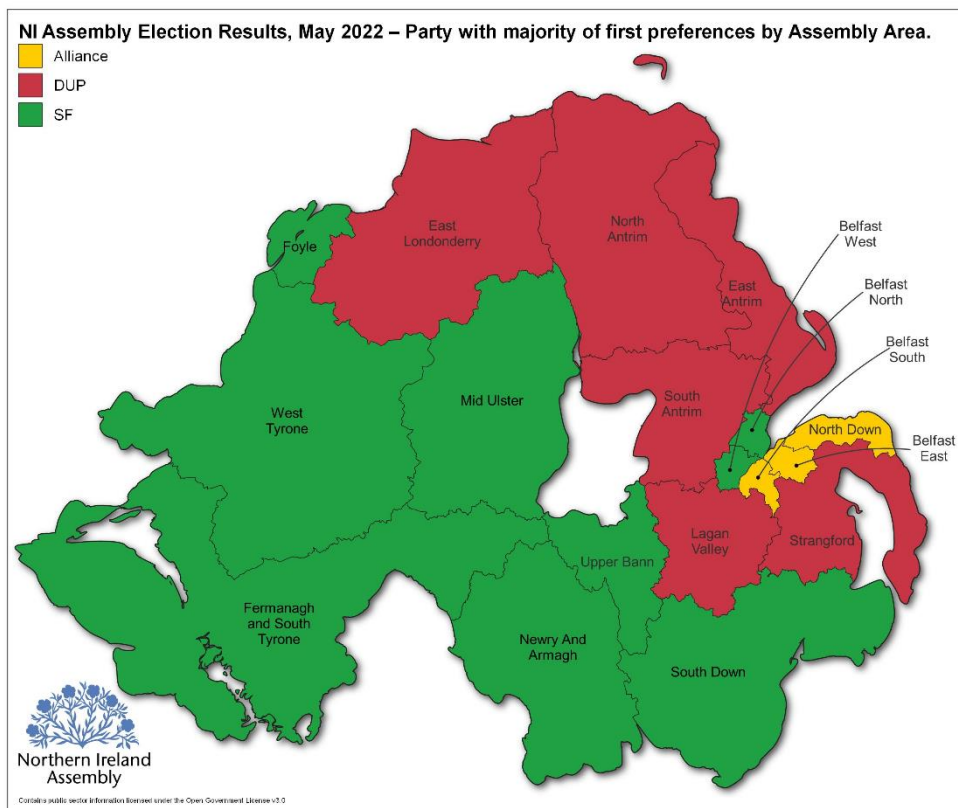 NI Assembly Election Results, May 2022 – Party with majority of first preferences by Assembly Area.
Alliance
DUP
SF
Foyle
East
Londonderry
North
Antrim
Belfast
West
East
Antrim
Belfast
North
Belfast
South
West
Tyrone
Mid Ulster
South
Antrim
North Down
Belfast
East
Lagan
Valley
Strangford
Upper Bann
Fermanagh
and South
Tyrone
Newry And
Armagh
South Down
Northern Ireland
Assembly
Contains public sector information licensed under the Open Government License v3.0